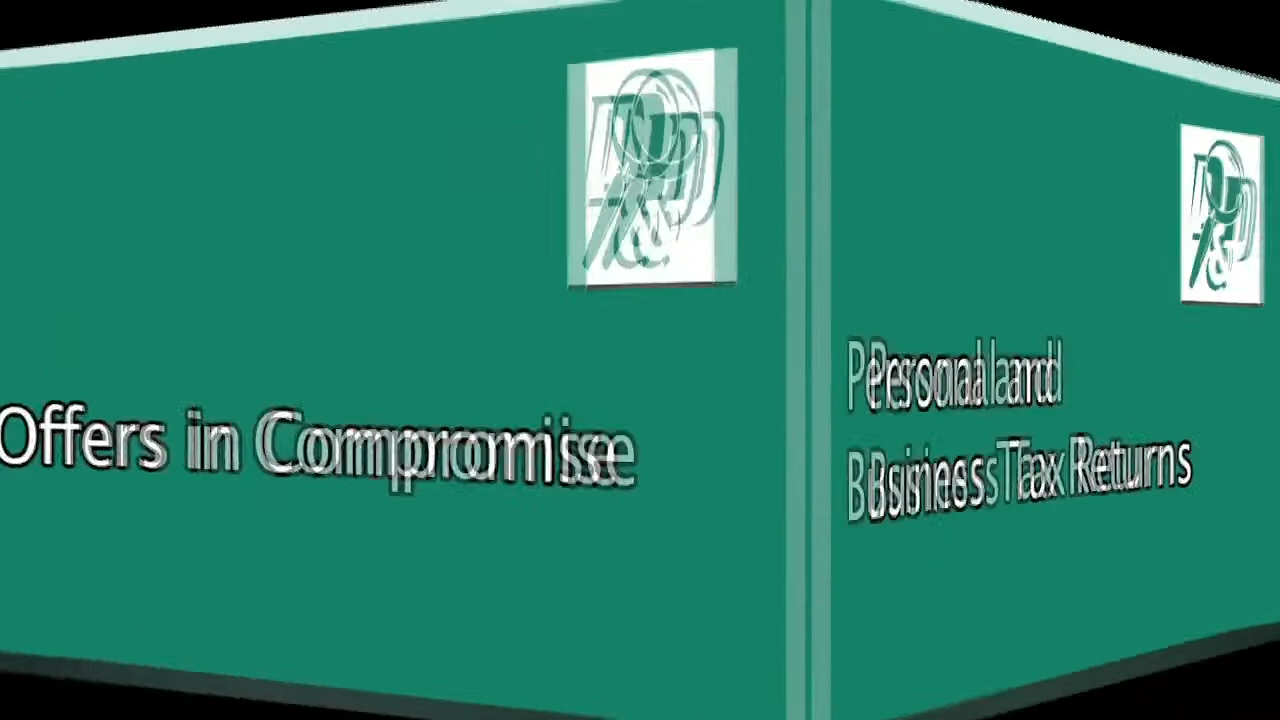 Offers in Compromise
Personal and
Business Tax Returns